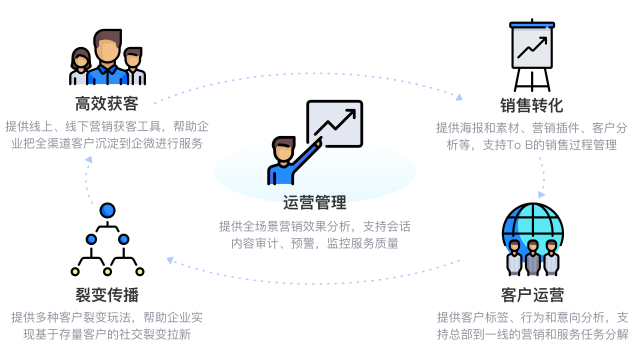 高效获客
提供线上、线下营销获客工具，帮助企
业把全渠道客户沉淀到企微进行服务
销售转化
提供海报和素材、营销插件、客户分
析等，支持To B的销售过程管理
运营管理
提供全场景营销效果分析，支持会话
内容审计、预警，监控服务质量
裂变传播
提供多种客户裂变玩法，帮助企业实
现基于存量客户的社交裂变拉新
客户运营
提供客户标签、行为和意向分析，支
持总部到一线的营销和服务任务分解